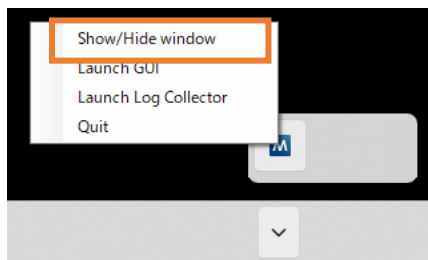 Show/Hide window
Launch GUI
Launch Log Collector
Quit
M